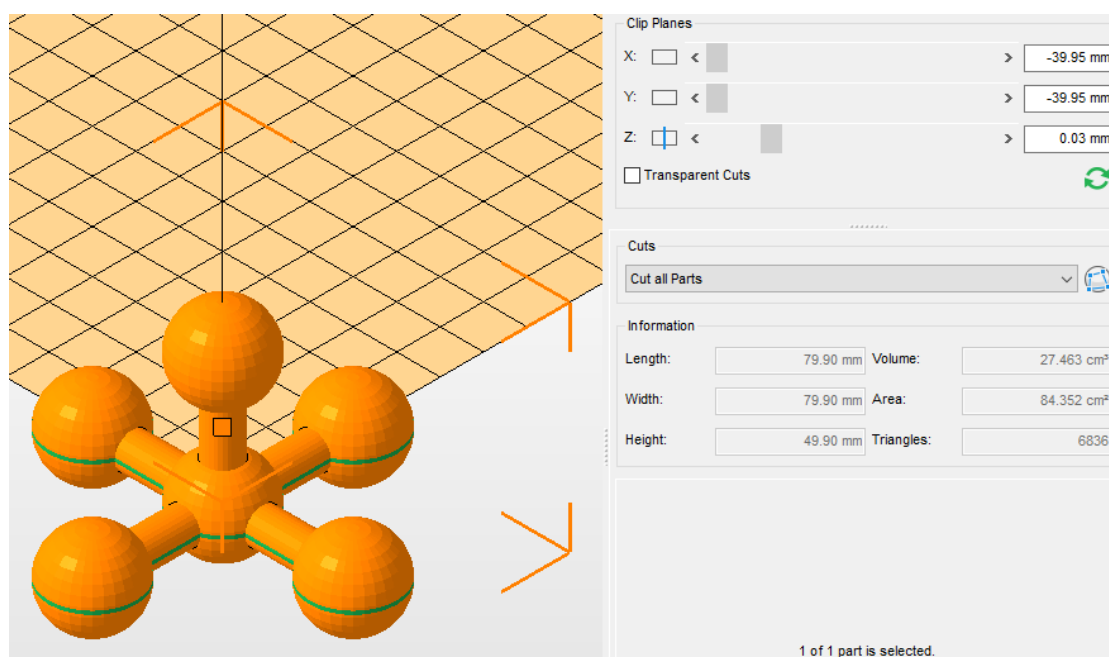 Clip Planes
X: < > -39.95 mm
Y: < > -39.95 mm
Z: < > 0.03 mm
Transparent Cuts
Cuts
Cut all Parts
Information
Length: 79.90 mm Volume: 27.463 cm³
Width: 79.90 mm Area: 84.352 cm²
Height: 49.90 mm Triangles: 6836
1 of 1 part is selected.